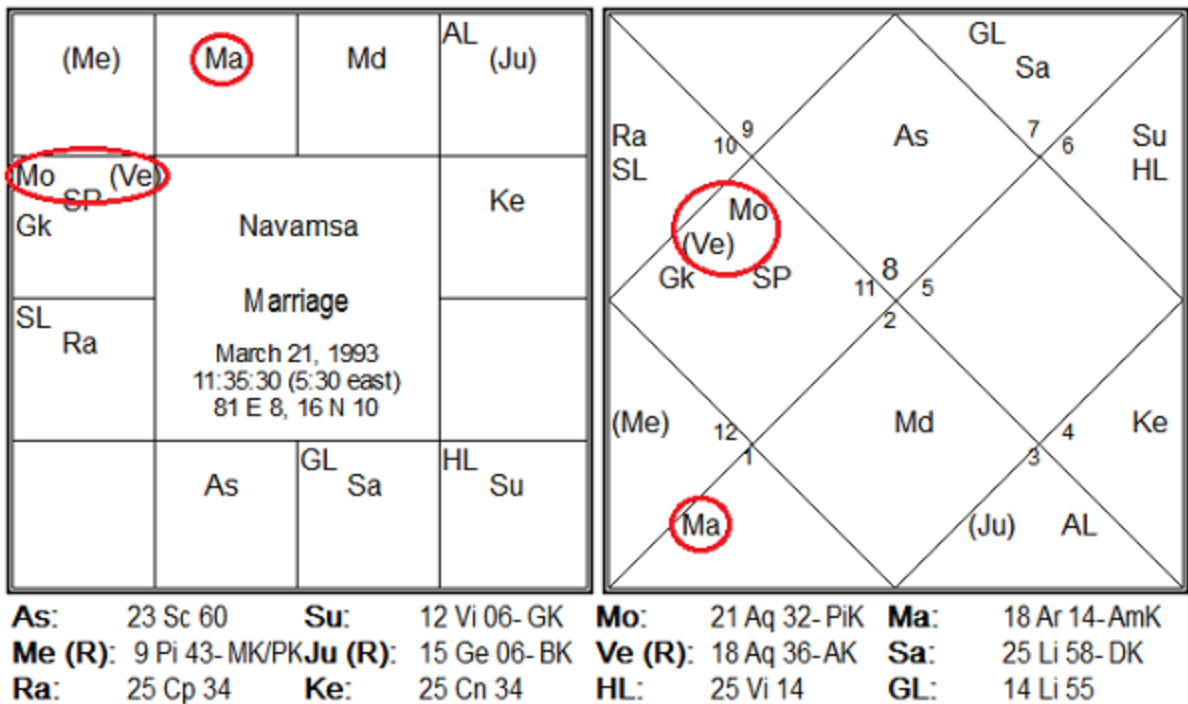 (Me) Ma Md AL (Ju)
Mo (Ve) SP Gk Ke
Navamsa
Marriage
SL Ra
March 21, 1993
11:35:30 (5:30 east)
81 E 8, 16 N 10
As GL Sa HL Su
GL
Sa
Ra
SL
10 9
As
7 6
Su
HL
Mo
(Ve)
Gk SP
11 8 5
2
(Me)
12 1
Md
4 3
Ke
Ma
(Ju) AL
As: 23 Sc 60 Su: 12 Vi 06- GK Mo: 21 Aq 32- PiK Ma: 18 Ar 14-AmK
Me (R): 9 Pi 43- MK/PK Ju (R): 15 Ge 06-BK Ve (R): 18 Aq 36-AK Sa: 25 Li 58- DK
Ra: 25 Cp 34 Ke: 25 Cn 34 HL: 25 Vi 14 GL: 14 Li 55